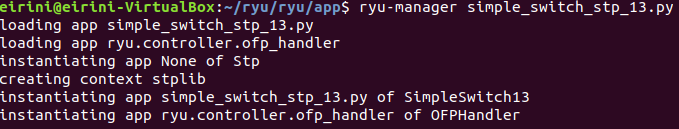 eirini@eirini-VirtualBox:~/ryu/ryu/app$ ryu-manager simple_switch_stp_13.py
loading app simple_switch_stp_13.py
loading app ryu.controller.ofp_handler
instantiating app None of Stp
creating context stplib
instantiating app simple_switch_stp_13.py of SimpleSwitch13
instantiating app ryu.controller.ofp_handler of OFPHandler